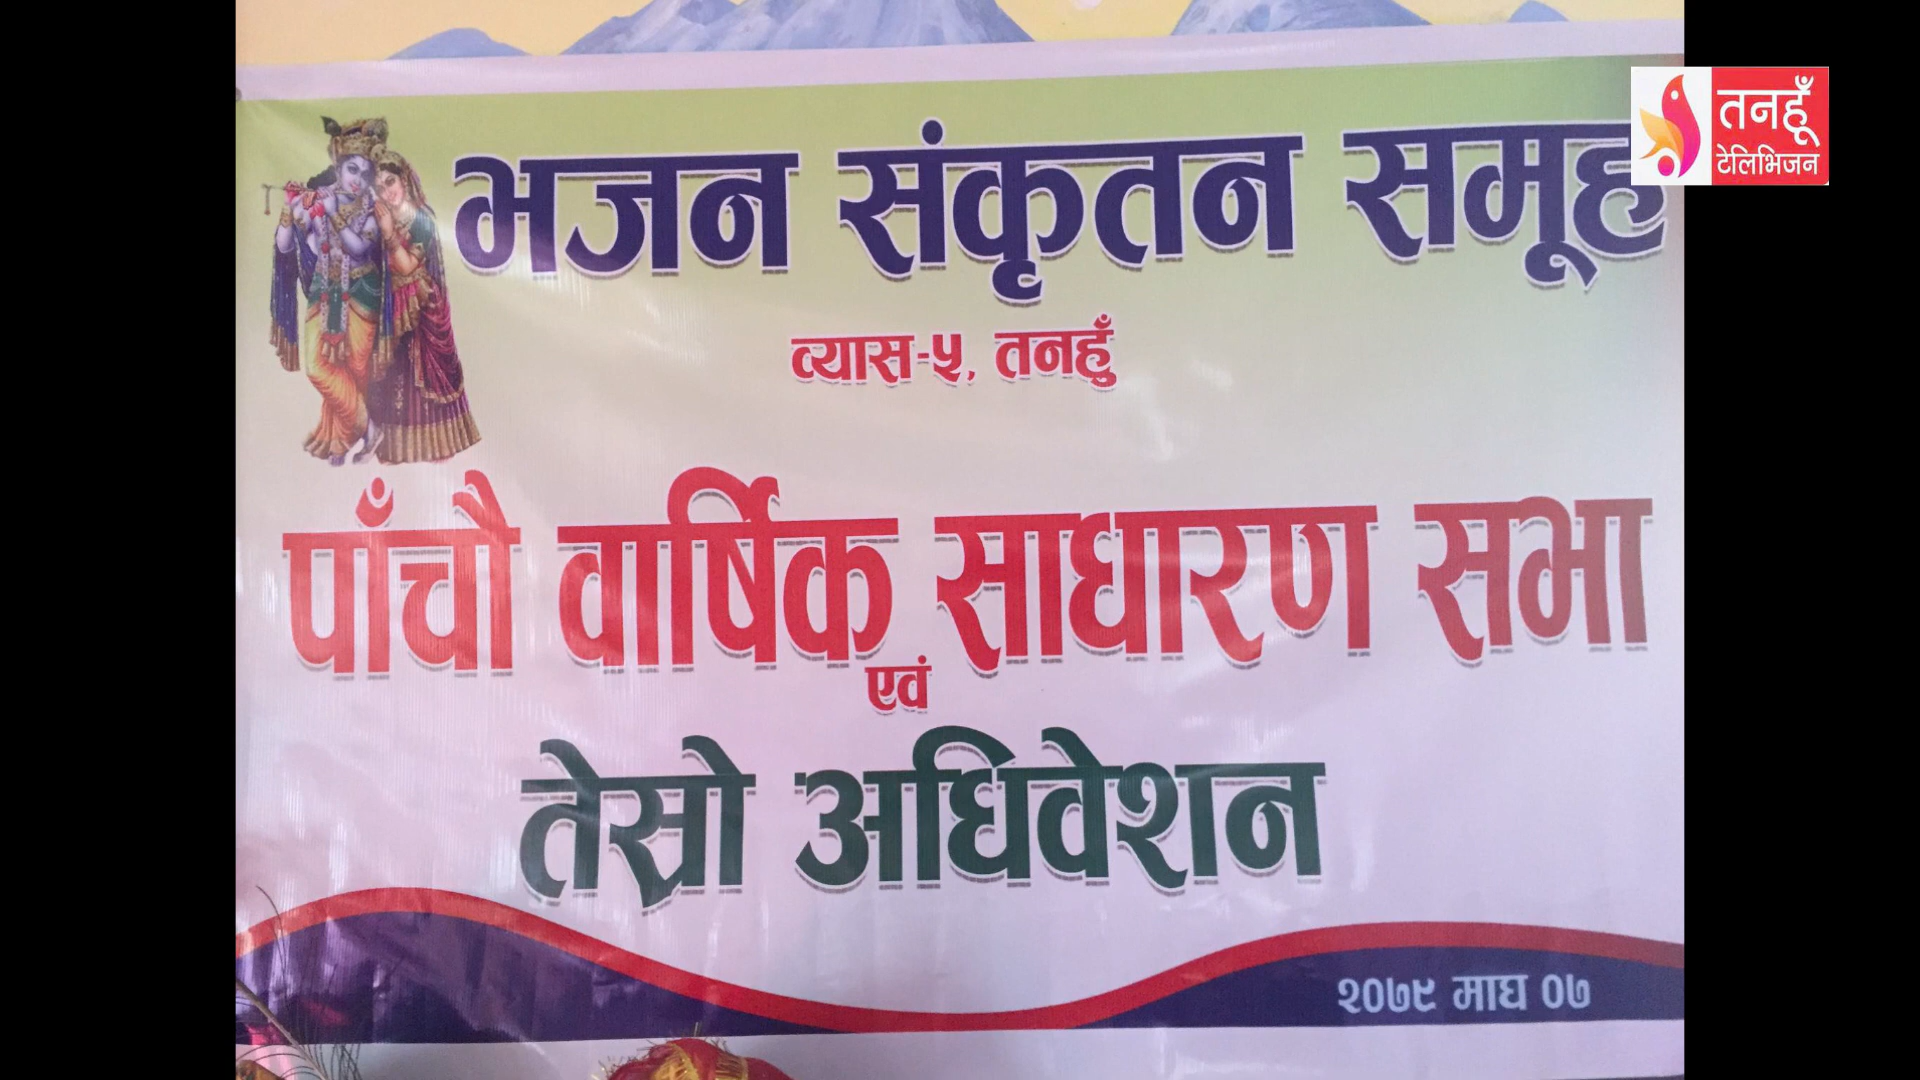 भजन संकृतन समूह
व्यास-५, तनहुँ
पाँचौ वार्षिक साधारण सभा
एवं
तेस्रो अधिवेशन
२०७९ माघ ०७
तनहूँ
टेलिभिजन